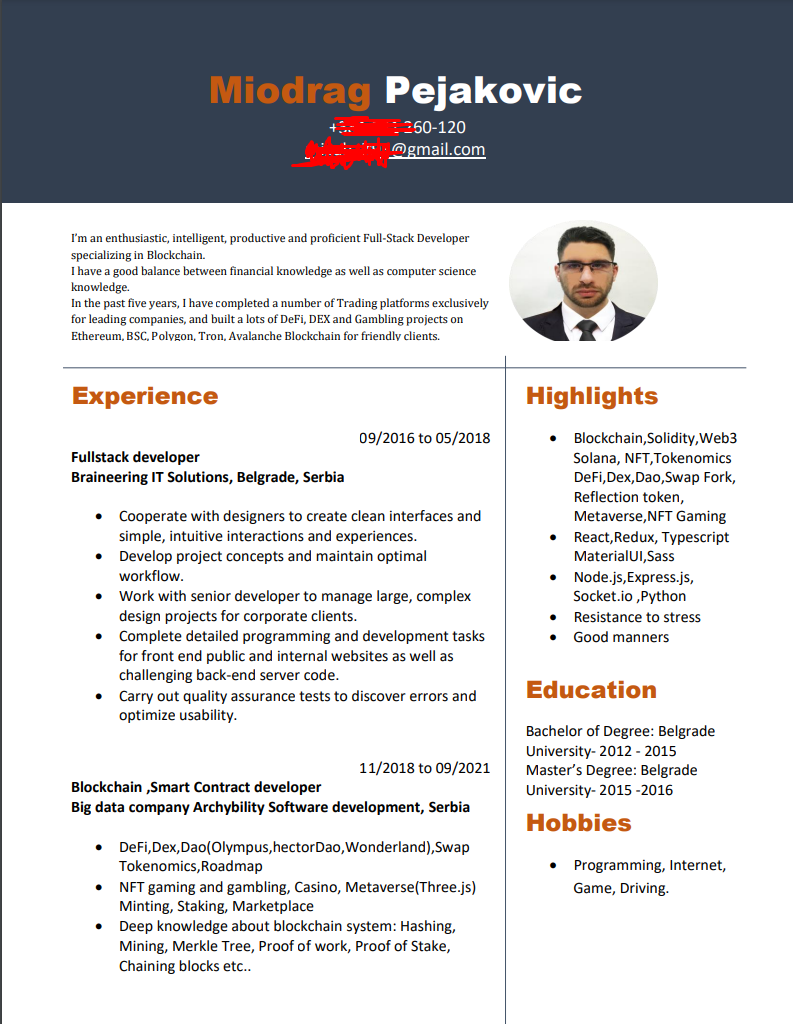 Miodrag Pejakovic
260-120
@gmail.com
I'm an enthusiastic, intelligent, productive and proficient Full-Stack Developer
specializing in Blockchain.
I have a good balance between financial knowledge as well as computer science
knowledge.
In the past five years, I have completed a number of Trading platforms exclusively
for leading companies, and built a lots of DeFi, DEX and Gambling projects on
Ethereum, BSC, Polygon, Tron, Avalanche Blockchain for friendly clients.
Experience
09/2016 to 05/2018
Fullstack developer
Braineering IT Solutions, Belgrade, Serbia
• Cooperate with designers to create clean interfaces and
simple, intuitive interactions and experiences.
• Develop project concepts and maintain optimal
workflow.
• Work with senior developer to manage large, complex
design projects for corporate clients.
• Complete detailed programming and development tasks
for front end public and internal websites as well as
challenging back-end server code.
• Carry out quality assurance tests to discover errors and
optimize usability.
11/2018 to 09/2021
Blockchain ,Smart Contract developer
Big data company Archybility Software development, Serbia
• DeFi,Dex,Dao(Olympus,hectorDao,Wonderland),Swap
Tokenomics,Roadmap
• NFT gaming and gambling, Casino, Metaverse(Three.js)
Minting, Staking, Marketplace
• Deep knowledge about blockchain system: Hashing,
Mining, Merkle Tree, Proof of work, Proof of Stake,
Chaining blocks etc..
Highlights
• Blockchain,Solidity,Web3
Solana, NFT,Tokenomics
DeFi,Dex,Dao,Swap Fork,
Reflection token,
Metaverse,NFT Gaming
• React,Redux, Typescript
MaterialUI,Sass
• Node.js,Express.js,
Socket.io ,Python
• Resistance to stress
• Good manners
Education
Bachelor of Degree: Belgrade
University- 2012 - 2015
Master's Degree: Belgrade
University- 2015 -2016
Hobbies
• Programming, Internet,
Game, Driving.